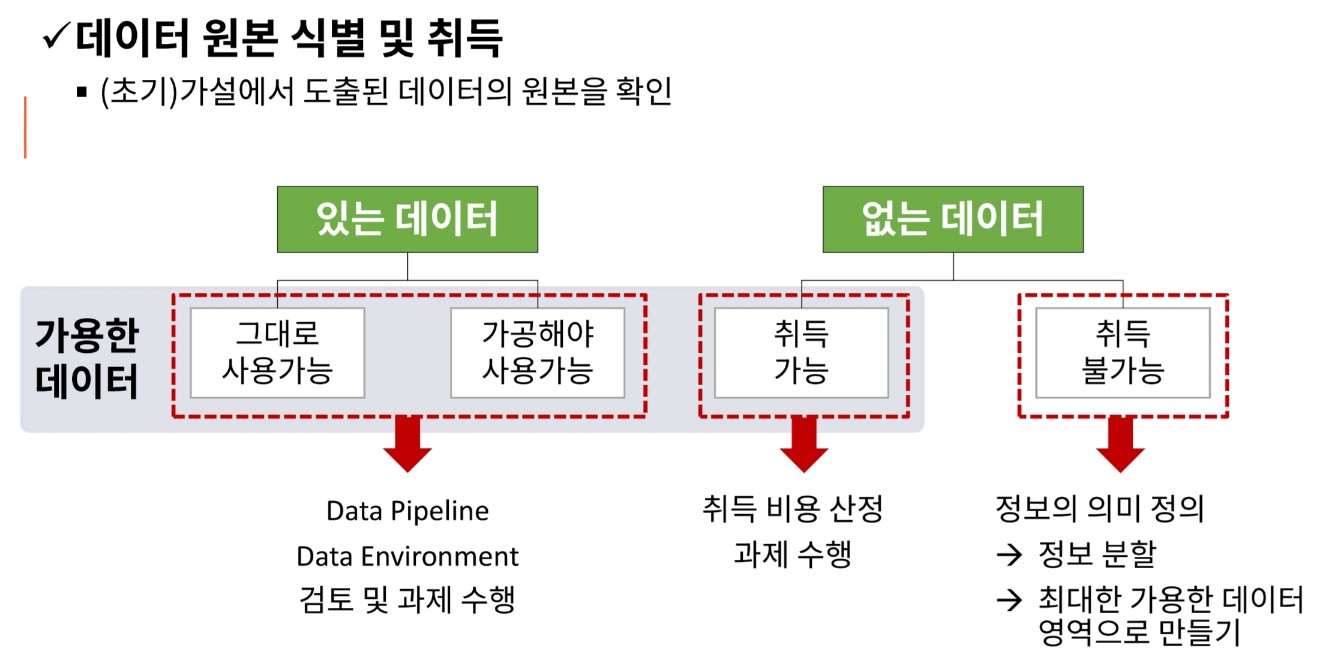 ✓데이터 원본 식별 및 취득
▪ (초기)가설에서 도출된 데이터의 원본을 확인
있는 데이터
없는 데이터
가용한
데이터
그대로
사용가능
가공해야
사용가능
취득
가능
취득
불가능
Data Pipeline
Data Environment
검토 및 과제 수행
취득 비용 산정
과제 수행
정보의 의미 정의
→ 정보 분할
→ 최대한 가용한 데이터
영역으로 만들기